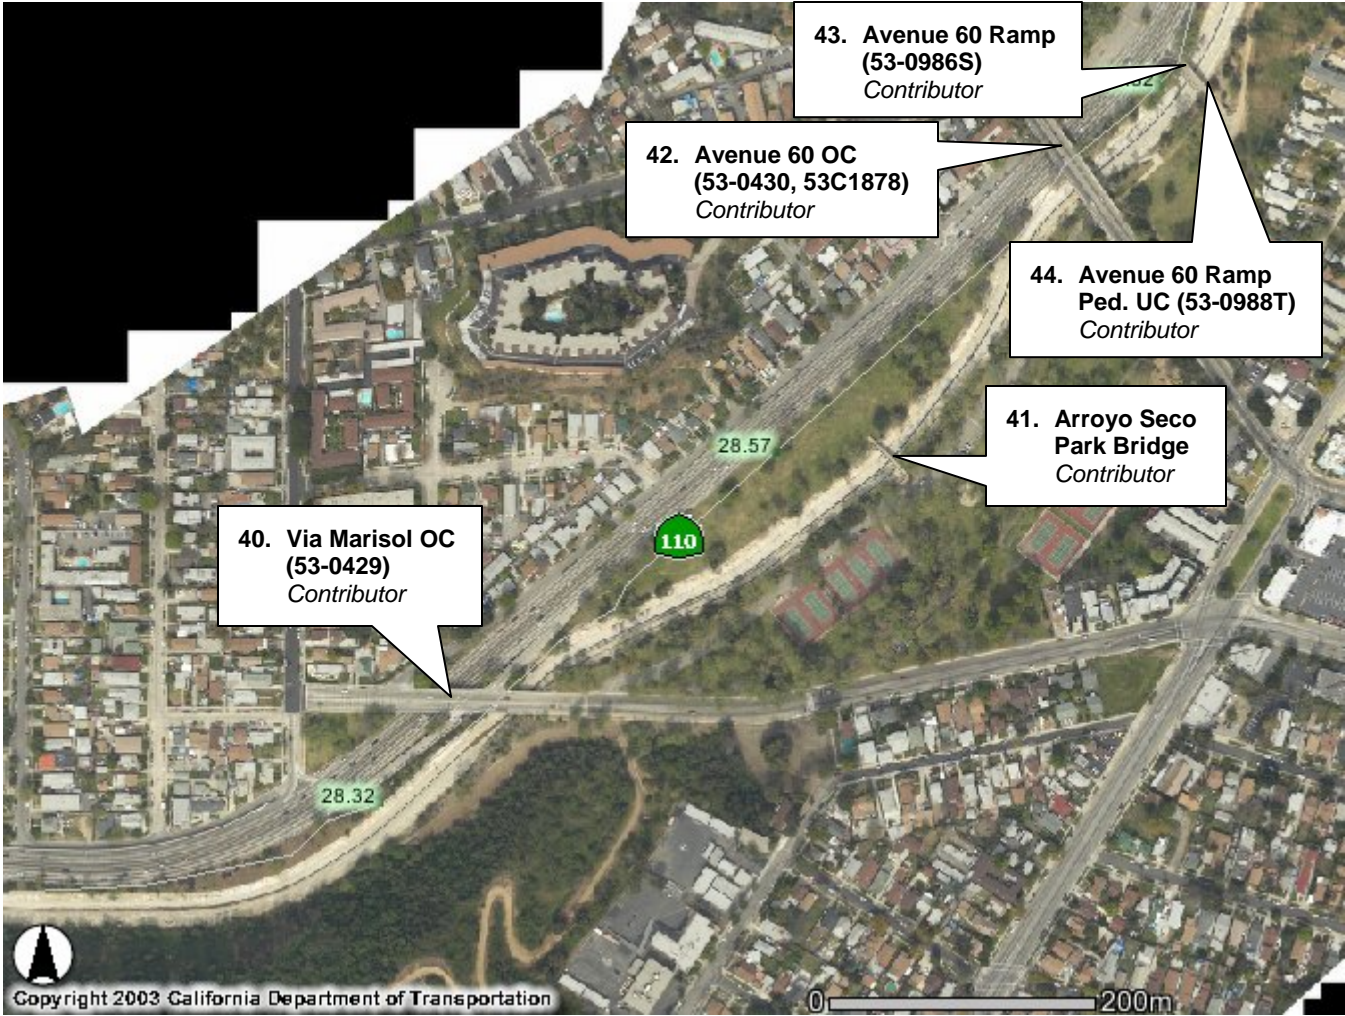 43. Avenue 60 Ramp
(53-0986S)
Contributor
42. Avenue 60 OC
(53-0430, 53C1878)
Contributor
44. Avenue 60 Ramp
Ped. UC (53-0988T)
Contributor
41. Arroyo Seco
Park Bridge
Contributor
28.57
110
40. Via Marisol OC
(53-0429)
Contributor
28.32
Copyright 2003 California Department of Transportation
0 200m